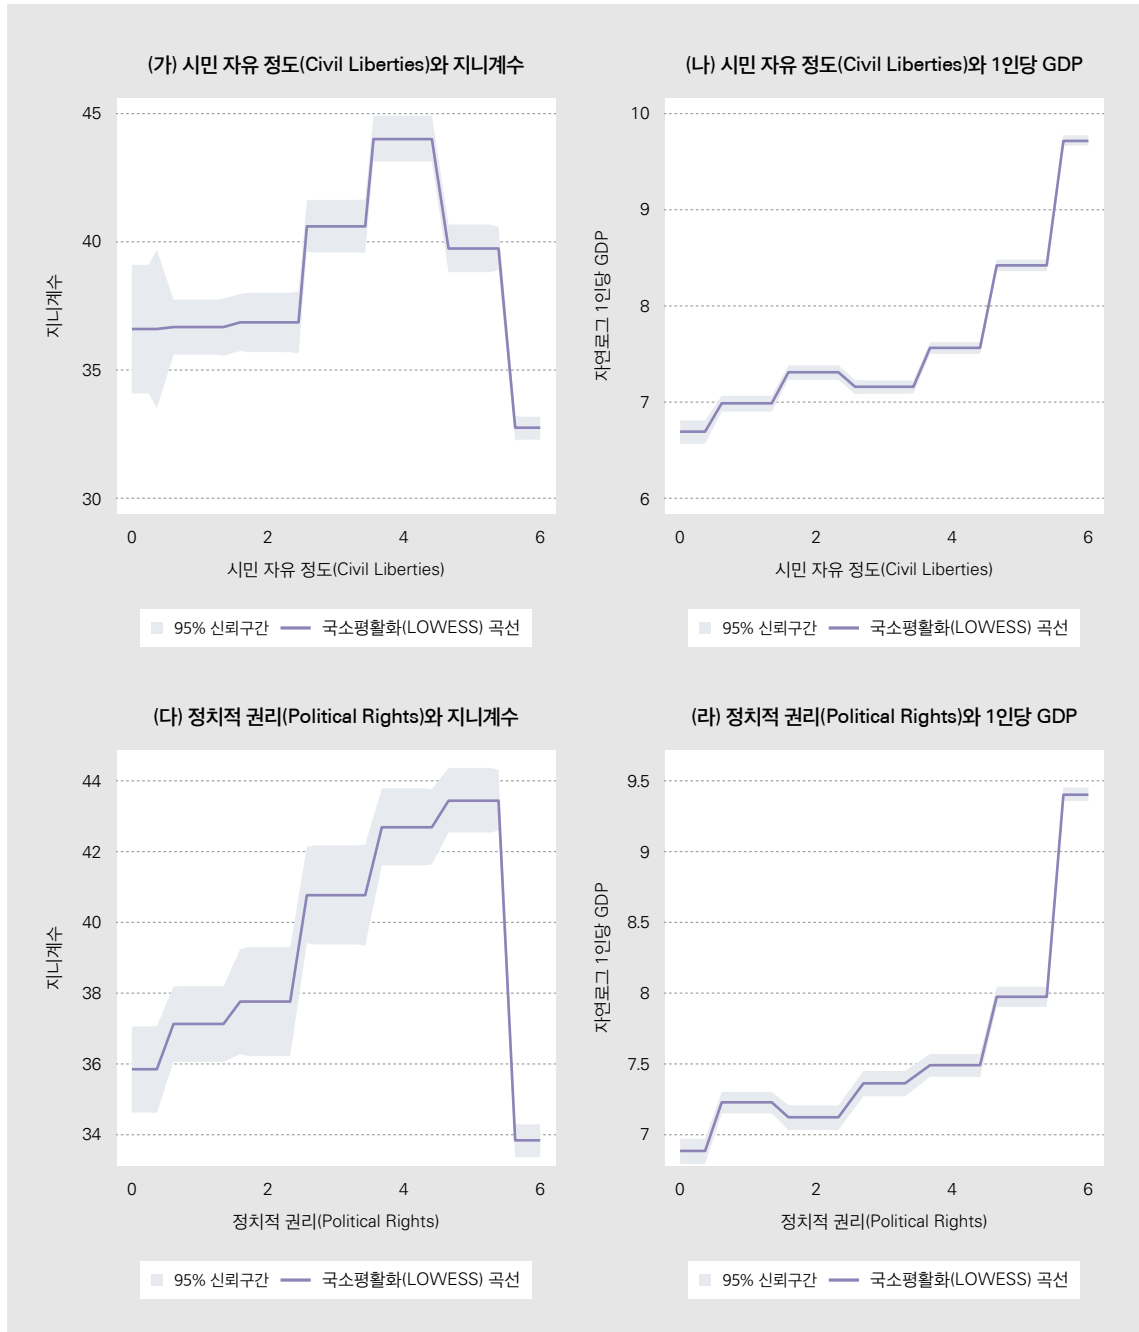 (가) 시민 자유 정도(Civil Liberties)와 지니계수
45
40
35
30
지니계수
0 2 4 6
시민 자유 정도(Civil Liberties)
95% 신뢰구간 국소평활화(LOWESS) 곡선
(나) 시민 자유 정도(Civil Liberties)와 1인당 GDP
10
9
8
7
6
자연로그 1인당 GDP
0 2 4 6
시민 자유 정도(Civil Liberties)
95% 신뢰구간 국소평활화(LOWESS) 곡선
(다) 정치적 권리(Political Rights)와 지니계수
44
42
40
38
36
34
지니계수
0 2 4 6
정치적 권리(Political Rights)
95% 신뢰구간 국소평활화(LOWESS) 곡선
(라) 정치적 권리(Political Rights)와 1인당 GDP
9.5
9
8.5
8
7.5
7
자연로그 1인당 GDP
0 2 4 6
정치적 권리(Political Rights)
95% 신뢰구간 국소평활화(LOWESS) 곡선